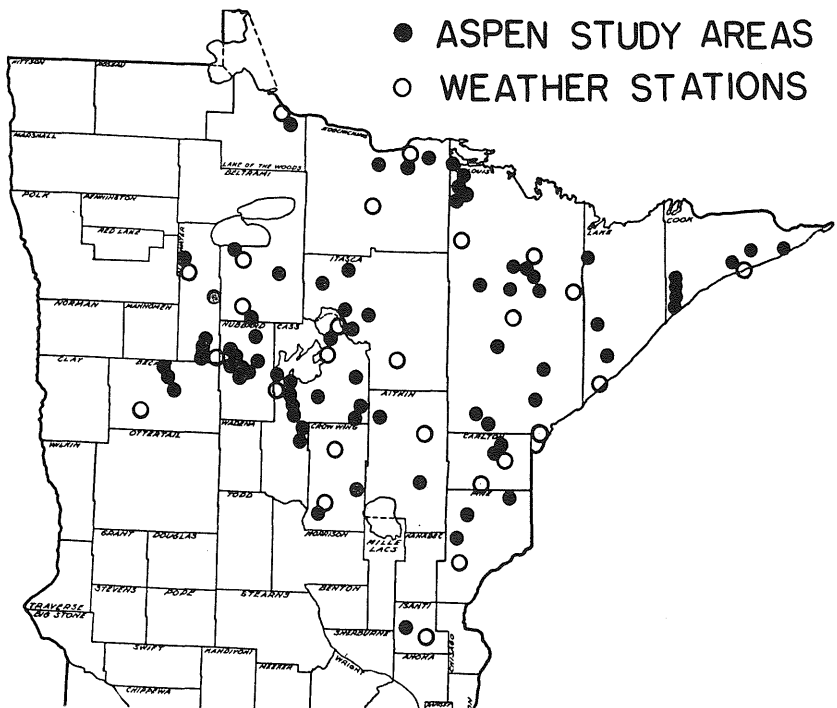 ASPEN STUDY AREAS
WEATHER STATIONS
KITTSON
ROSEAU
KOOCHICHING
MARSHALL
LAKE OF THE WOODS
BELTRAMI
LOUIS
POLK
PENNINGTON
COOK
RED LAKE
LAKE
ITASCA
NORMAN
MAHNOMEN
HUBBARD
CASS
CLAY
BECK
AITKIN
WADENA
CROW WING
OTTERTAIL
CARLTON
WILKIN
TODD
PINE
GRANT
DOUGLAS
MORRISON
KANABEC
MILLE
LACS
STEVENS
POPE
STEARNS
BENTON
ISANTI
TRAVERSE
BIG STONE
SHERBURNE
CHISAGO
SWIFT
KANDIYOHI
WRIGHT
ANOKA
MEEKER
CHIPPEWA